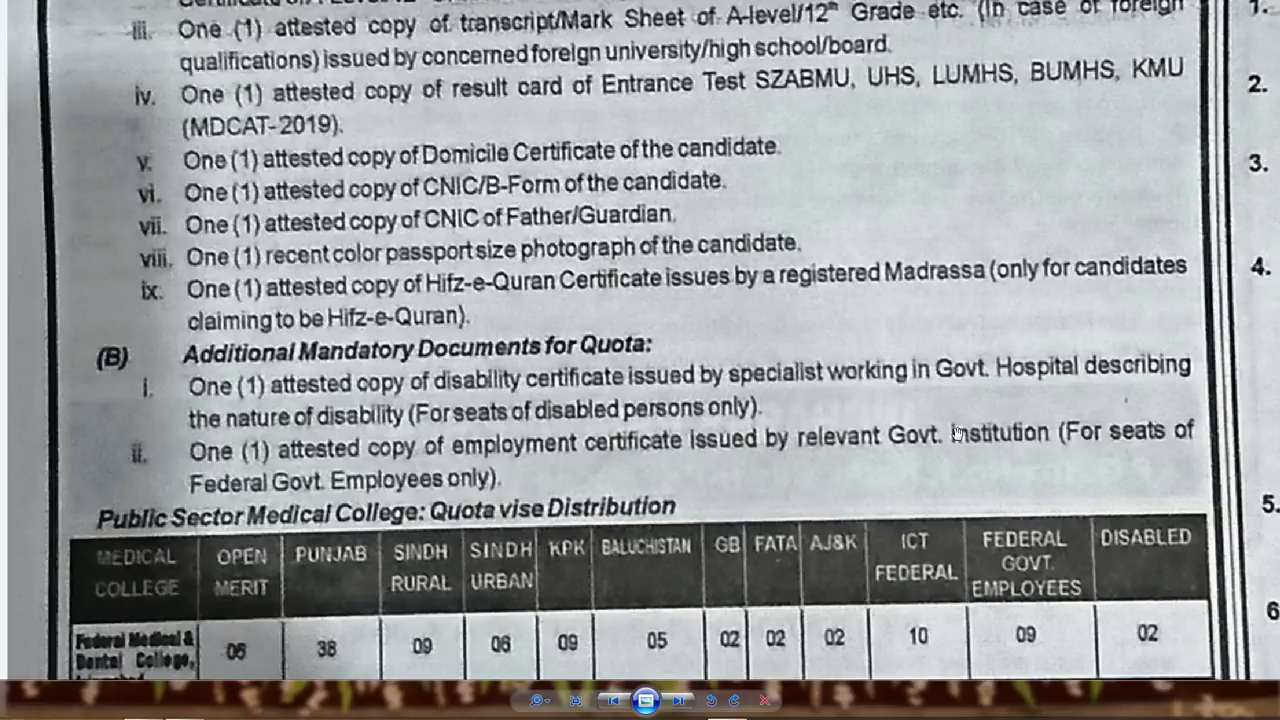 iii. One (1) attested copy of transcript/Mark Sheet of A-level/12th Grade etc. (In case of foreign
qualifications) issued by concerned foreign university/high school/board.
iv. One (1) attested copy of result card of Entrance Test SZABMU, UHS, LUMHS, BUMHS, KMU
(MDCAT-2019).
v. One (1) attested copy of Domicile Certificate of the candidate.
vi. One (1) attested copy of CNIC/B-Form of the candidate.
vii. One (1) attested copy of CNIC of Father/Guardian.
viii. One (1) recent color passport size photograph of the candidate.
ix. One (1) attested copy of Hifz-e-Quran Certificate issues by a registered Madrassa (only for candidates
claiming to be Hifz-e-Quran).
(B) Additional Mandatory Documents for Quota:
i. One (1) attested copy of disability certificate issued by specialist working in Govt. Hospital describing
the nature of disability (For seats of disabled persons only).
ii. One (1) attested copy of employment certificate issued by relevant Govt. Institution (For seats of
Federal Govt. Employees only).
Public Sector Medical College: Quota vise Distribution
MEDICAL COLLEGE OPEN MERIT PUNJAB SINDH RURAL SINDH URBAN KPK BALUCHISTAN GB FATA AJ&K ICT FEDERAL FEDERAL GOVT. EMPLOYEES DISABLED
Federal Medical & Dental College, 38 09 06 09 05 02 02 02 10 09 02
1.
2.
3.
4.
5.
6